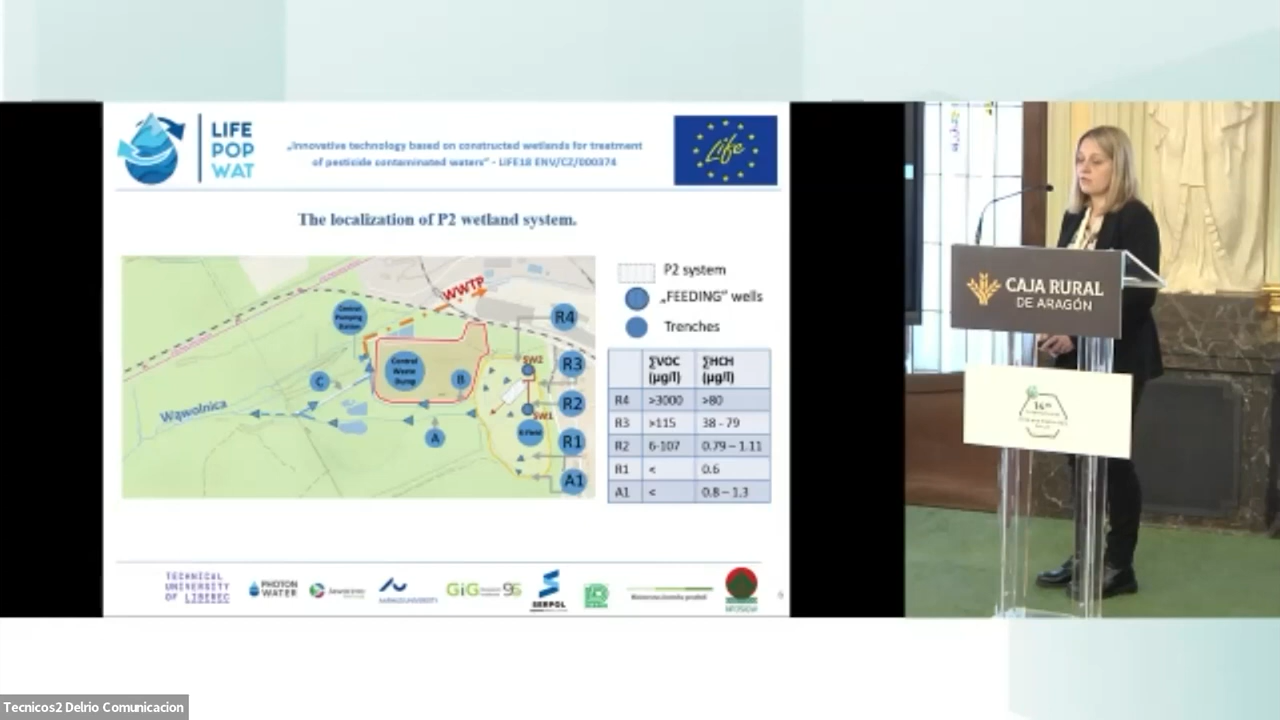 LIFE
POP
WAT
„Innovative technology based on constructed wetlands for treatment
of pesticide contaminated waters" - LIFE18 ENV/CZ/000374
Life
The localization of P2 wetland system.
WWTP
Central
Pumping
Station
Central
Waste
Dump
B
C
A
Wąwolnica
SW2
SW1
R4
R3
R2
R1
A1
P2 system
„FEEDING" wells
Trenches
∑VOC (µg/l) ∑HCH (µg/l)
R4 >3000 >80
R3 >115 38 - 79
R2 6-107 0.79 – 1.11
R1 < 0.6
A1 < 0.8 – 1.3
TECHNICAL
UNIVERSITY
OF LIBEREC
PHOTON
WATER
AARHUS UNIVERSITY
GIG
SERPOL
CAJA RURAL
DE ARAGÓN
Tecnicos2 Delrio Comunicacion